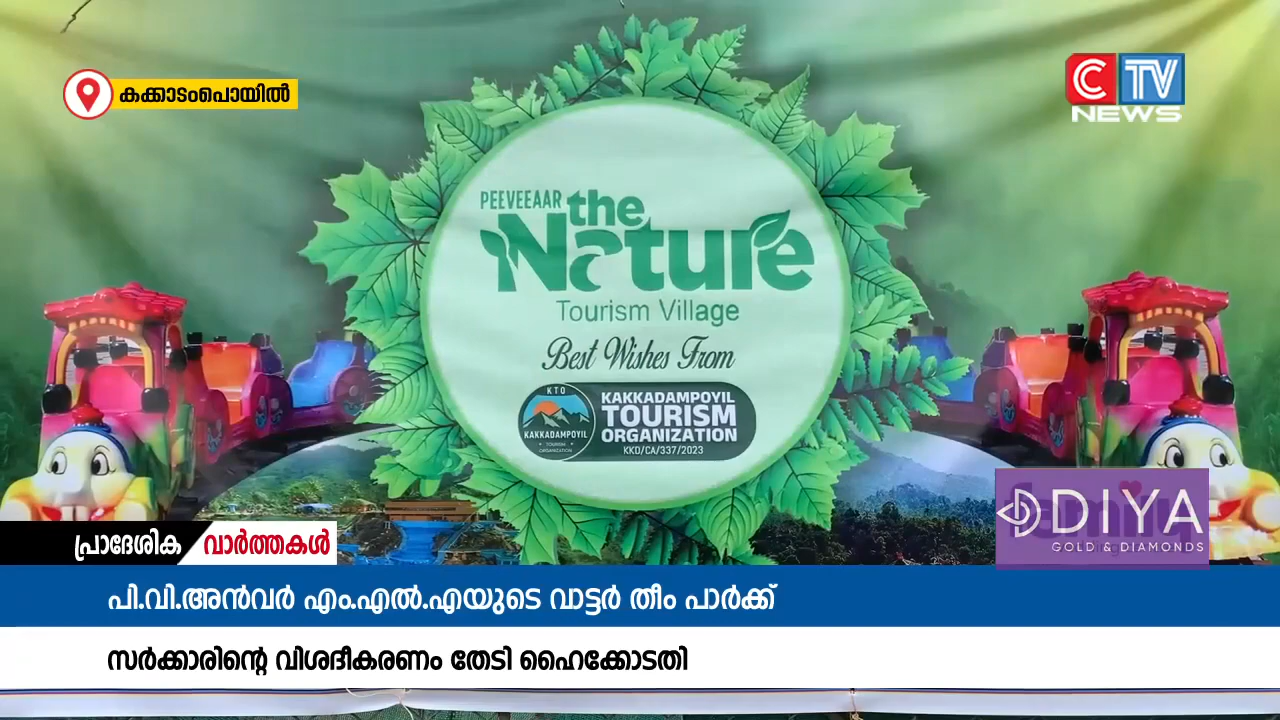 കക്കാടംപൊയിൽ
CTV
NEWS
PEEVEEAAR
the
Nature
Tourism Village
Best Wishes From
KTO
KAKKADAMPOYIL
TOURISM
ORGANIZATION
KAKKADAMPOYIL
TOURISM
ORGANIZATION
KKD/CA/337/2023
DIYA
GOLD & DIAMONDS
പ്രാദേശിക വാർത്തകൾ
പി.വി.അൻവർ എം.എൽ.എയുടെ വാട്ടർ തീം പാർക്ക്
സർക്കാരിന്റെ വിശദീകരണം തേടി ഹൈക്കോടതി